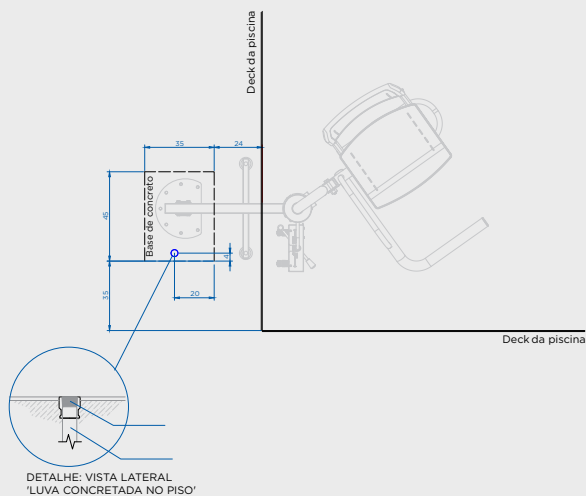 Deck da piscina
35
24
45
Base de concreto
4
20
35
Deck da piscina
DETALHE: VISTA LATERAL
'LUVA CONCRETADA NO PISO'